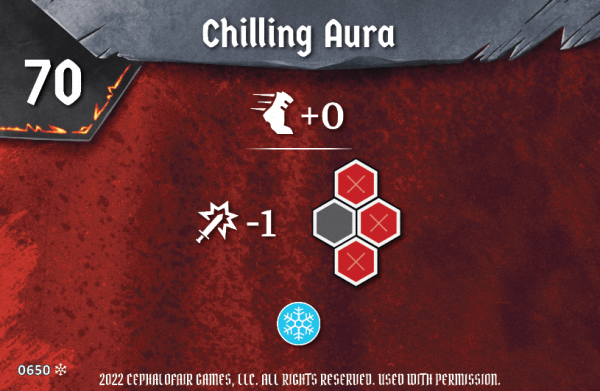 Chilling Aura
70
+0
-1
0650
2022 CEPHALOFAIR GAMES, LLC. ALL RIGHTS RESERVED. USED WITH PERMISSION.